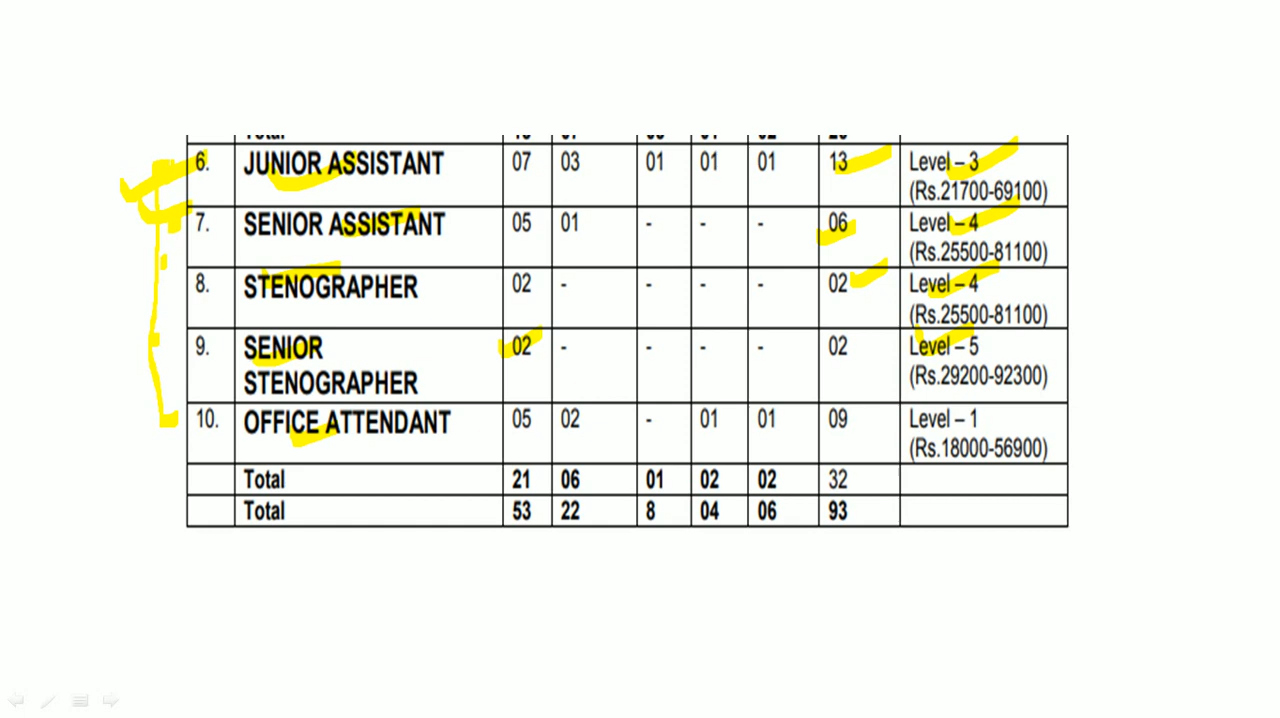 Total
6. JUNIOR ASSISTANT 07 03 01 01 01 13 Level – 3
(Rs.21700-69100)
7. SENIOR ASSISTANT 05 01 - - - 06 Level – 4
(Rs.25500-81100)
8. STENOGRAPHER 02 - - - - 02 Level – 4
(Rs.25500-81100)
9. SENIOR 02 - - - - 02 Level – 5
STENOGRAPHER (Rs.29200-92300)
10. OFFICE ATTENDANT 05 02 - 01 01 09 Level – 1
(Rs.18000-56900)
Total 21 06 01 02 02 32
Total 53 22 8 04 06 93